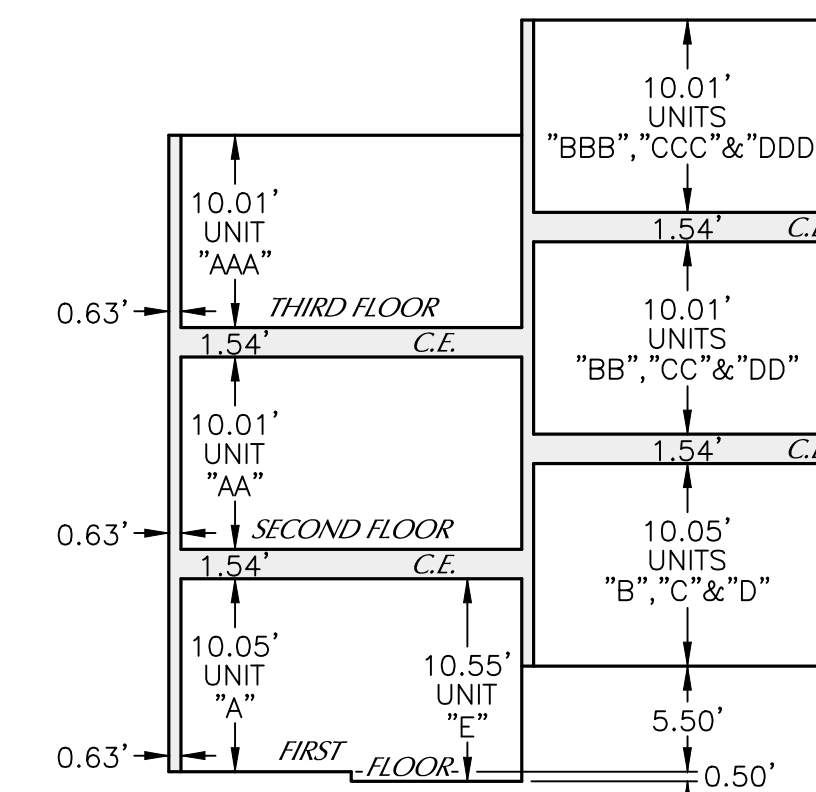 10.01'
UNITS
"BBB","CCC"&"DDD
10.01'
UNIT
"AAA"
1.54' C.E
0.63'
THIRD FLOOR
1.54' C.E.
10.01'
UNITS
"BB","CC"&"DD"
10.01'
UNIT
"AA"
1.54' C.E
0.63'
SECOND FLOOR
1.54' C.E.
10.05'
UNITS
"B","C"&"D"
10.05'
UNIT
"A"
10.55'
UNIT
"E"
5.50'
0.63'
FIRST FLOOR
0.50'